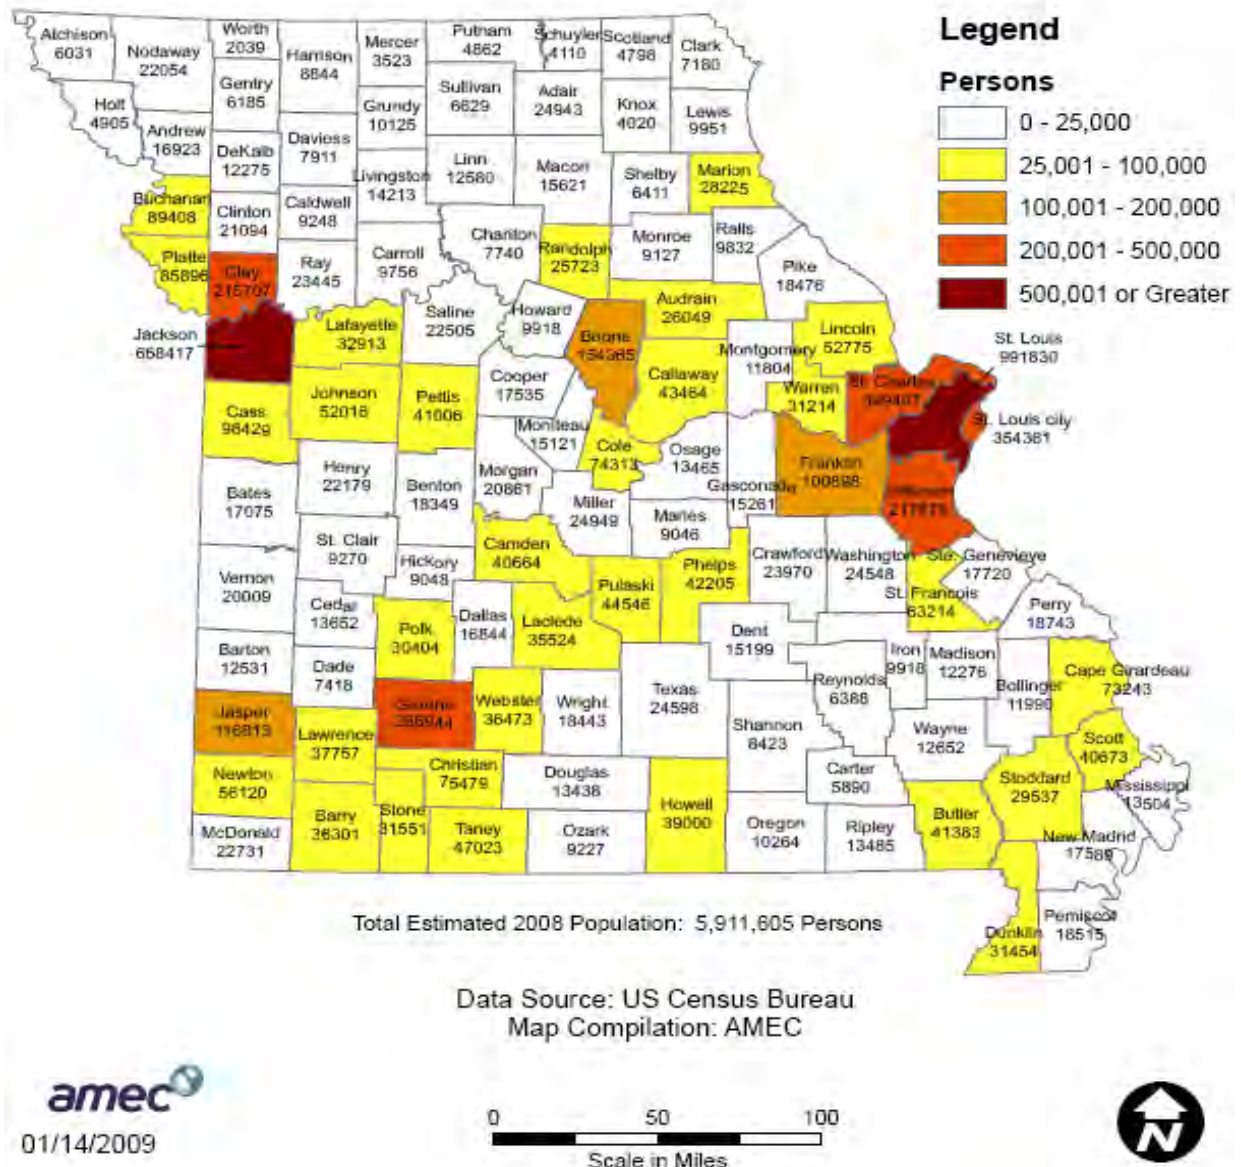 Legend
Persons
0 - 25,000
25,001 - 100,000
100,001 - 200,000
200,001 - 500,000
500,001 or Greater
Atchison
6031
Nodaway
22054
Worth
2039
Harrison
8844
Mercer
3523
Putnam
4862
Schuyler
4110
Scotland
4798
Clark
7180
Holt
4905
Gentry
6185
Andrew
16923
DeKalb
12275
Daviess
7911
Grundy
10125
Sullivan
6629
Adair
24943
Knox
4020
Lewis
9951
Livingston
14213
Linn
12580
Macon
15621
Shelby
6411
Marion
28225
Buchanan
89408
Clinton
21094
Caldwell
9248
Platte
85896
Clay
215707
Ray
23445
Carroll
9756
Chariton
7740
Randolph
25723
Monroe
9127
Ralls
9832
Pike
18476
Jackson
668417
Lafayette
32913
Saline
22505
Howard
9918
Boone
154365
Audrain
26049
Montgomery
11804
Lincoln
52775
St. Louis
991830
Cass
98429
Johnson
52016
Pettis
41006
Cooper
17535
Callaway
43464
Warren
31214
St. Charles
St. Louis city
354361
Moniteau
15121
Cole
74313
Osage
13465
Gasconade
15261
Franklin
100898
Jefferson
Bates
17075
Henry
22179
Benton
18349
Morgan
20861
Miller
24949
Maries
9046
St. Clair
9270
Hickory
9048
Camden
40664
Pulaski
44546
Phelps
42205
Crawford
23970
Washington
24548
Ste. Genevieve
17720
St. Francois
63214
Perry
18743
Vernon
20009
Cedar
13652
Polk
30404
Dallas
16844
Laclede
35524
Dent
15199
Iron
9918
Madison
12276
Bollinger
11990
Cape Girardeau
73243
Barton
12531
Dade
7418
Greene
Webster
36473
Wright
18443
Texas
24598
Reynolds
6388
Shannon
8423
Wayne
12652
Scott
40673
Jasper
116813
Lawrence
37757
Christian
75479
Douglas
13438
Carter
5890
Stoddard
29537
Mississippi
13504
Newton
56120
Barry
36301
Stone
31551
Taney
47023
Ozark
9227
Howell
39000
Oregon
10264
Ripley
13485
Butler
41383
New Madrid
17589
McDonald
22731
Dunklin
31454
Pemiscot
18515
Total Estimated 2008 Population: 5,911,605 Persons
Data Source: US Census Bureau
Map Compilation: AMEC
amec
01/14/2009
0 50 100
Scale in Miles
N